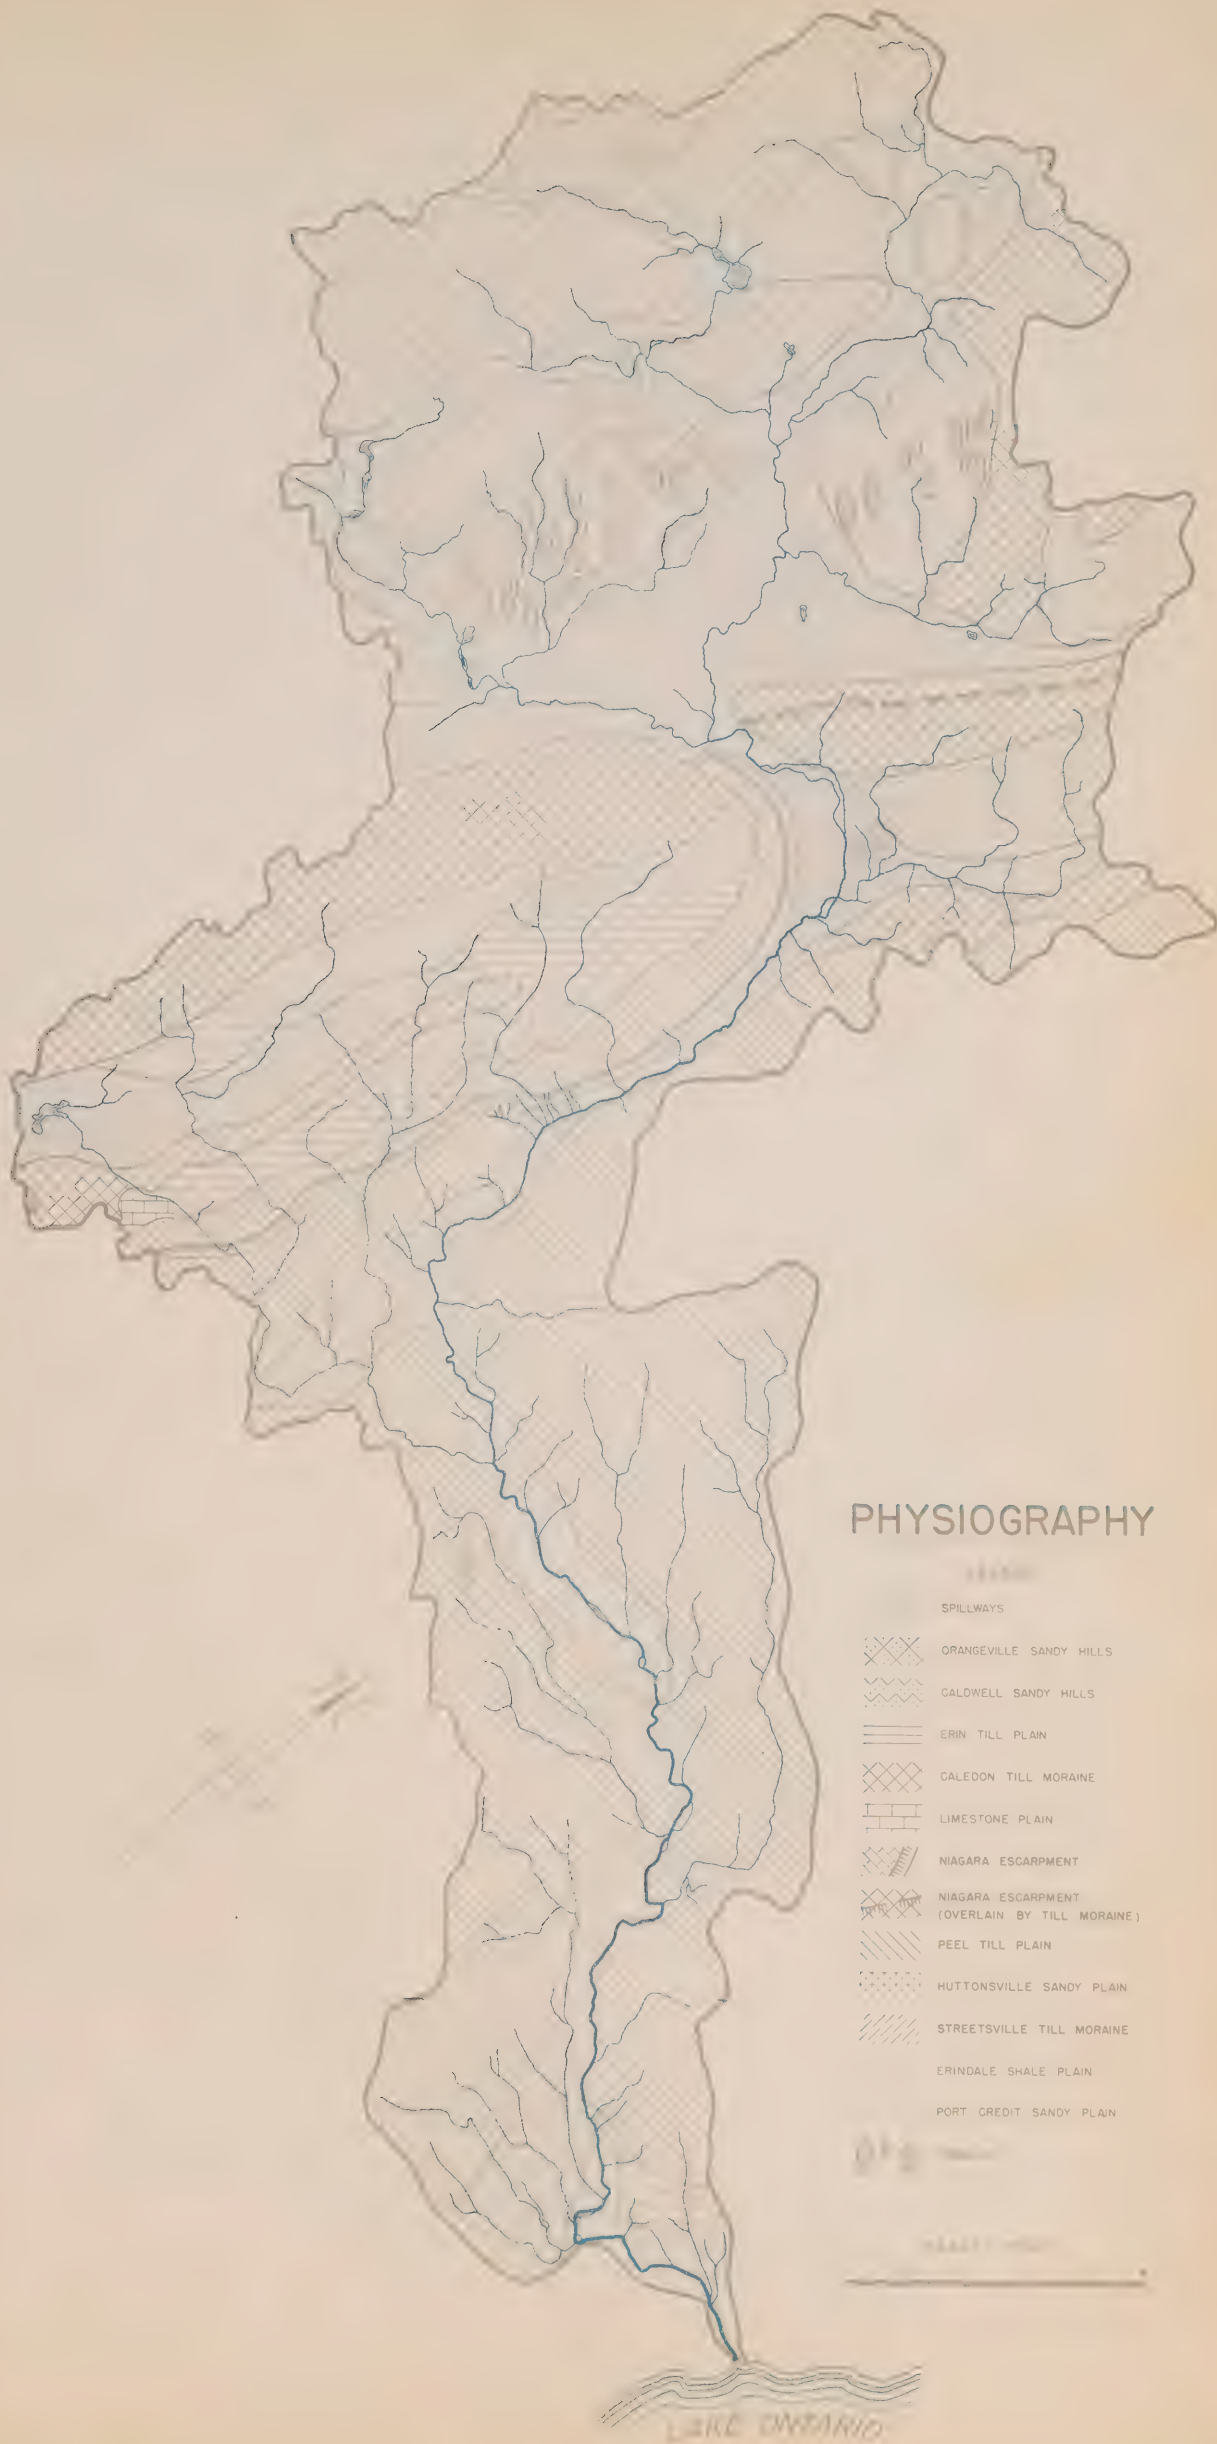 PHYSIOGRAPHY
SPILLWAYS
ORANGEVILLE SANDY HILLS
CALDWELL SANDY HILLS
ERIN TILL PLAIN
CALEDON TILL MORAINE
LIMESTONE PLAIN
NIAGARA ESCARPMENT
NIAGARA ESCARPMENT
(OVERLAIN BY TILL MORAINE)
PEEL TILL PLAIN
HUTTONSVILLE SANDY PLAIN
STREETSVILLE TILL MORAINE
ERINDALE SHALE PLAIN
PORT CREDIT SANDY PLAIN
LAKE ONTARIO